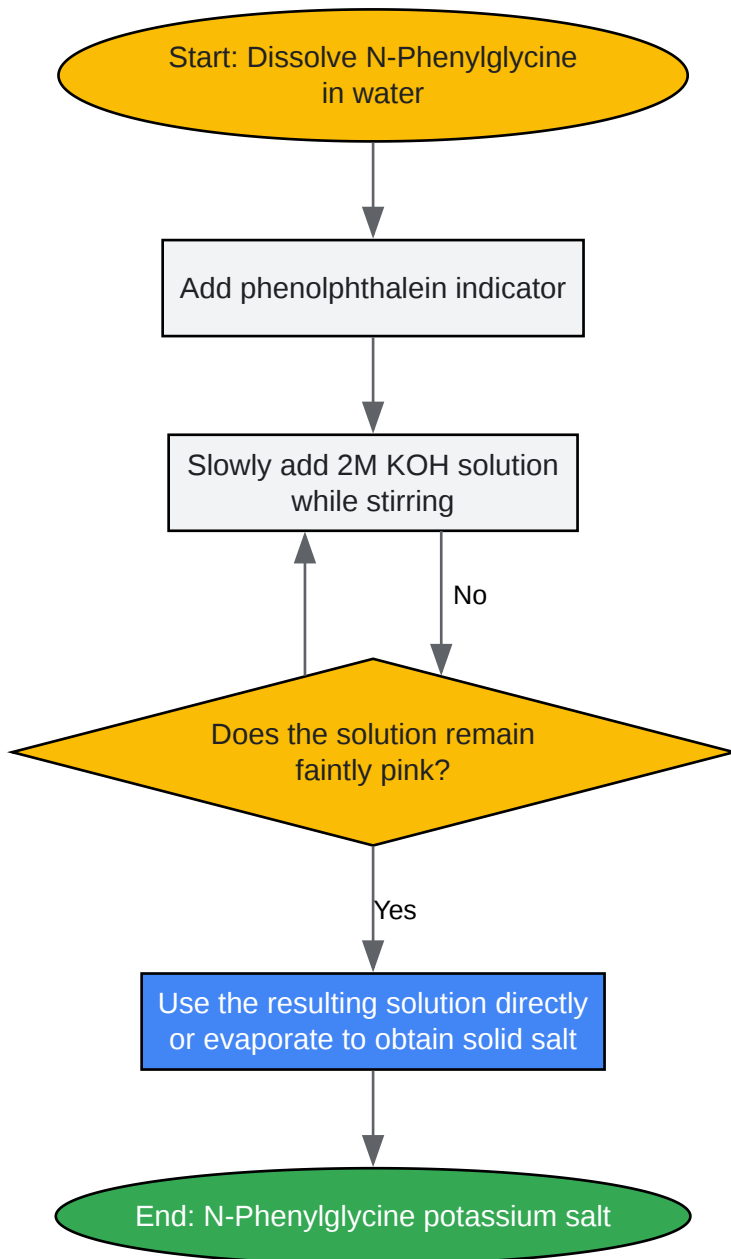 Start: Dissolve N-Phenylglycine
in water
Add phenolphthalein indicator
Slowly add 2M KOH solution
while stirring
No
Does the solution remain
faintly pink?
Yes
Use the resulting solution directly
or evaporate to obtain solid salt
End: N-Phenylglycine potassium salt